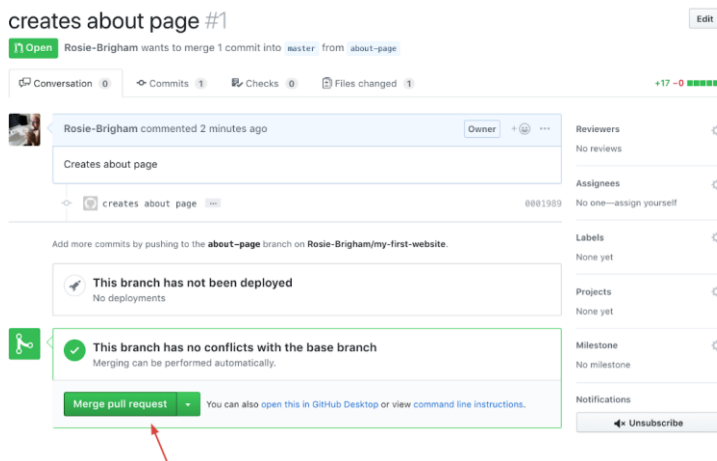 creates about page #1
Edit
Open Rosie-Brigham wants to merge 1 commit into master from about-page
Conversation 0 Commits 1 Checks 0 Files changed 1 +17 −0
Rosie-Brigham commented 2 minutes ago Owner
Creates about page
creates about page 0001989
Add more commits by pushing to the about-page branch on Rosie-Brigham/my-first-website.
This branch has not been deployed
No deployments
This branch has no conflicts with the base branch
Merging can be performed automatically.
Merge pull request You can also open this in GitHub Desktop or view command line instructions.
Reviewers
No reviews
Assignees
No one—assign yourself
Labels
None yet
Projects
None yet
Milestone
No milestone
Notifications
Unsubscribe